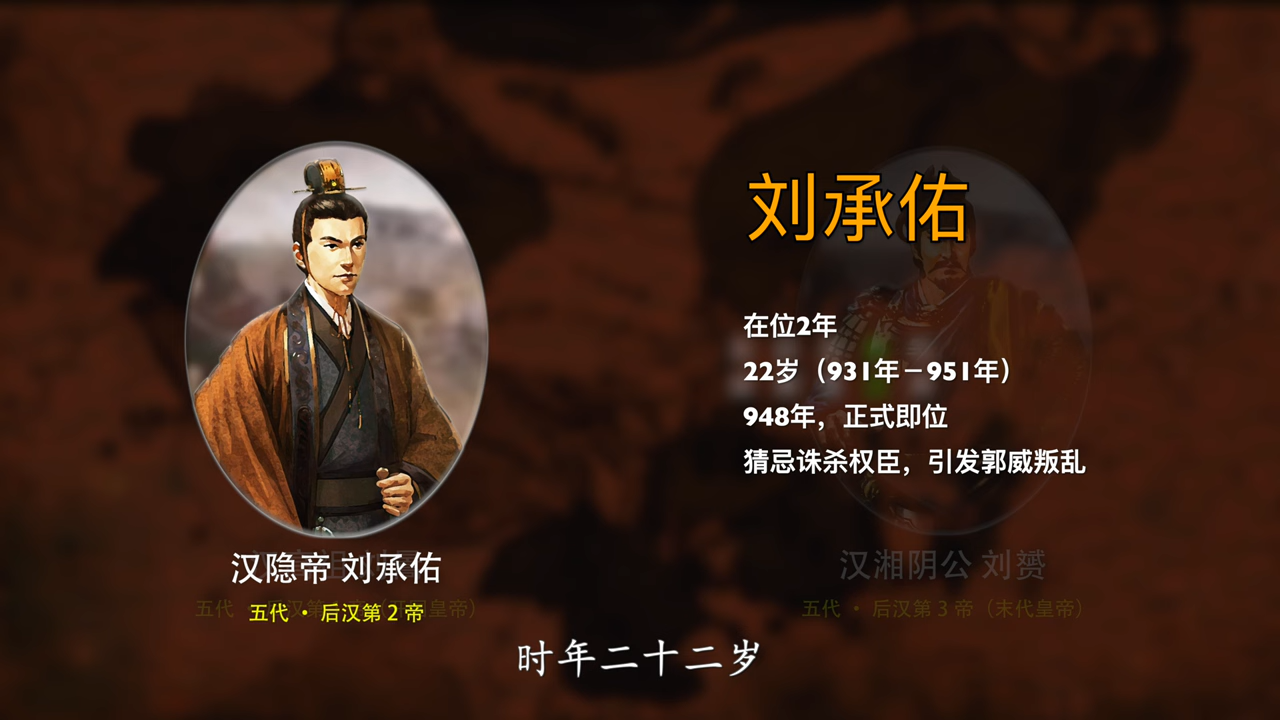 刘承佑
在位2年
22岁（931年－951年）
948年，正式即位
猜忌诛杀权臣，引发郭威叛乱
汉隐帝 刘承佑
五代 · 后汉第 2 帝
汉湘阴公 刘赟
五代 · 后汉第 3 帝（末代皇帝）
时年二十二岁